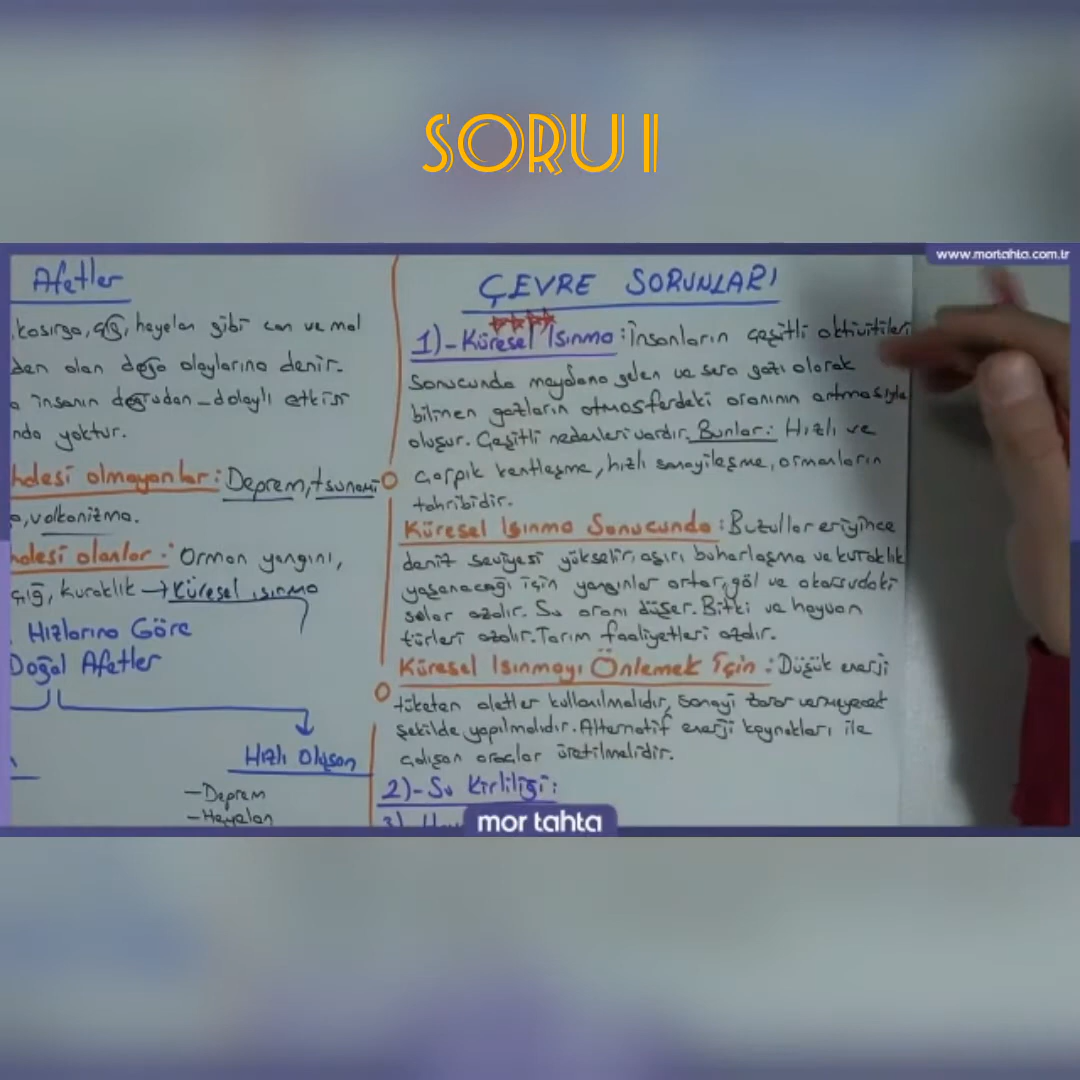 SORU 1
www.mortahta.com.tr
Afetler
kasırga, çığ, heyelan gibi can ve mal
den olan doğa olaylarına denir.
insanın doğrudan - dolaylı etkisi
nda yoktur.
hdesi olmayanlar: Deprem, tsunami
volkanizma.
olanlar: Orman yangını,
çığ, kuraklık → Küresel ısınma
Hızlarına Göre
Doğal Afetler
Hızlı Oluşan
- Deprem
- Heyelan
ÇEVRE SORUNLARI
1)- Küresel Isınma: İnsanların çeşitli aktiviteleri
sonucunda meydana gelen ve sera gazı olarak
bilinen gazların atmosferdeki oranının artmasıyla
oluşur. Çeşitli nedenleri vardır. Bunlar: Hızlı ve
çarpık kentleşme, hızlı sanayileşme, ormanların
tahribidir.
Küresel Isınma Sonucunda: Buzullar eriyince
deniz seviyesi yükselir, aşırı buharlaşma ve kuraklık
yaşanacağı için yangınlar artar, göl ve akarsudaki
sular azalır. Su oranı düşer. Bitki ve hayvan
türleri azalır. Tarım faaliyetleri azdır.
Küresel Isınmayı Önlemek İçin: Düşük enerji
tüketen aletler kullanılmalıdır, sanayi zarar vermeyecek
şekilde yapılmalıdır. Alternatif enerji kaynakları ile
çalışan araçlar üretilmelidir.
2)- Su Kirliliği:
3)
mor tahta